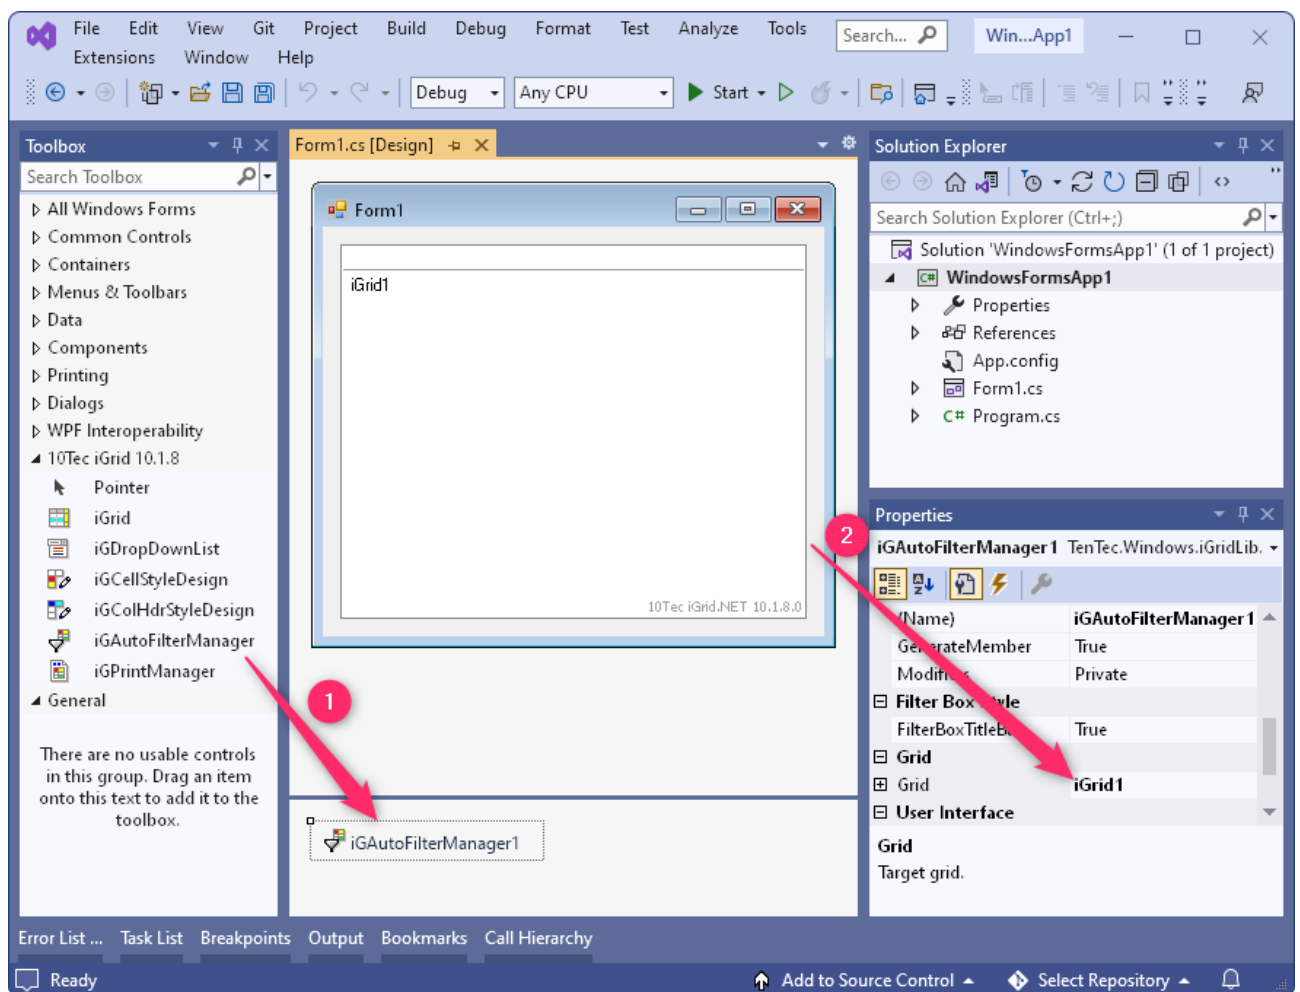 File Edit View Git Project Build Debug Format Test Analyze Tools Search... Win...App1
Extensions Window Help
Debug Any CPU Start
Toolbox
Search Toolbox
All Windows Forms
Common Controls
Containers
Menus & Toolbars
Data
Components
Printing
Dialogs
WPF Interoperability
10Tec iGrid 10.1.8
Pointer
iGrid
iGDropDownList
iGCellStyleDesign
iGColHdrStyleDesign
iGAutoFilterManager
iGPrintManager
General
There are no usable controls
in this group. Drag an item
onto this text to add it to the
toolbox.
Form1.cs [Design]
Form1
iGrid1
10Tec iGrid.NET 10.1.8.0
1
iGAutoFilterManager1
Solution Explorer
Search Solution Explorer (Ctrl+;)
Solution 'WindowsFormsApp1' (1 of 1 project)
C# WindowsFormsApp1
Properties
References
App.config
Form1.cs
C# Program.cs
2
Properties
iGAutoFilterManager1 TenTec.Windows.iGridLib.
(Name) iGAutoFilterManager1
GenerateMember True
Modifiers Private
Filter Box Style
True
Grid
Grid iGrid1
User Interface
Grid
Target grid.
Error List ... Task List Breakpoints Output Bookmarks Call Hierarchy
Ready Add to Source Control Select Repository